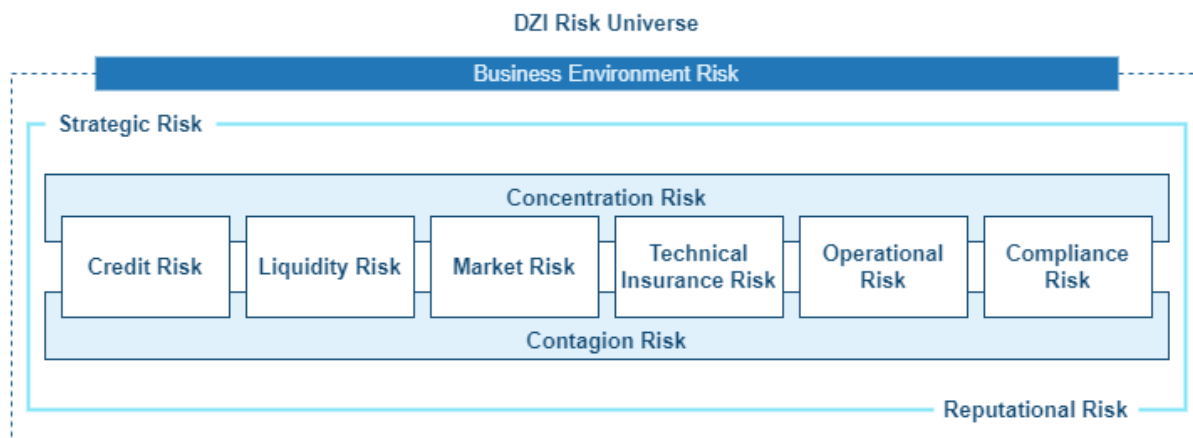 DZI Risk Universe
Business Environment Risk
Strategic Risk
Concentration Risk
Credit Risk
Liquidity Risk
Market Risk
Technical
Insurance Risk
Operational
Risk
Compliance
Risk
Contagion Risk
Reputational Risk